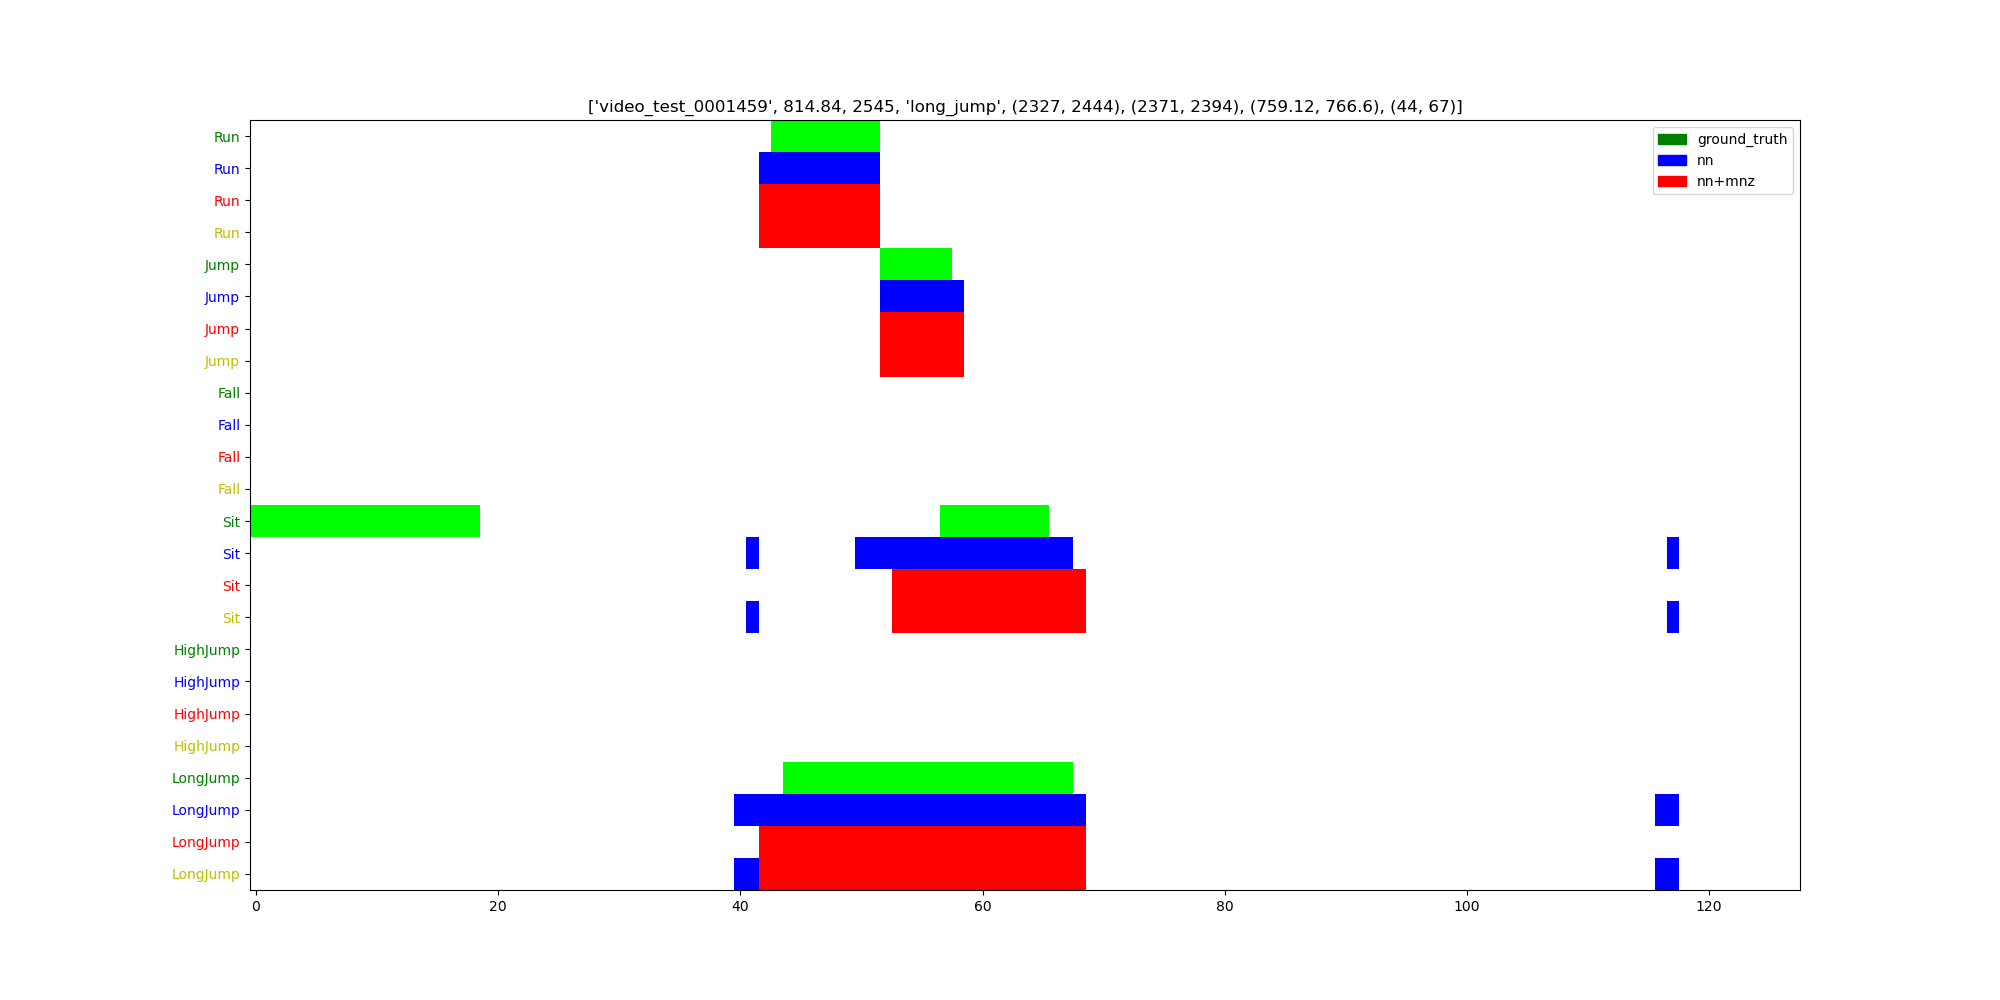 ['video_test_0001459', 814.84, 2545, 'long_jump', (2327, 2444), (2371, 2394), (759.12, 766.6), (44, 67)]
ground_truth
nn
nn+mnz
Run
Run
Run
Run
Jump
Jump
Jump
Jump
Fall
Fall
Fall
Fall
Sit
Sit
Sit
Sit
HighJump
HighJump
HighJump
HighJump
LongJump
LongJump
LongJump
LongJump
0 20 40 60 80 100 120